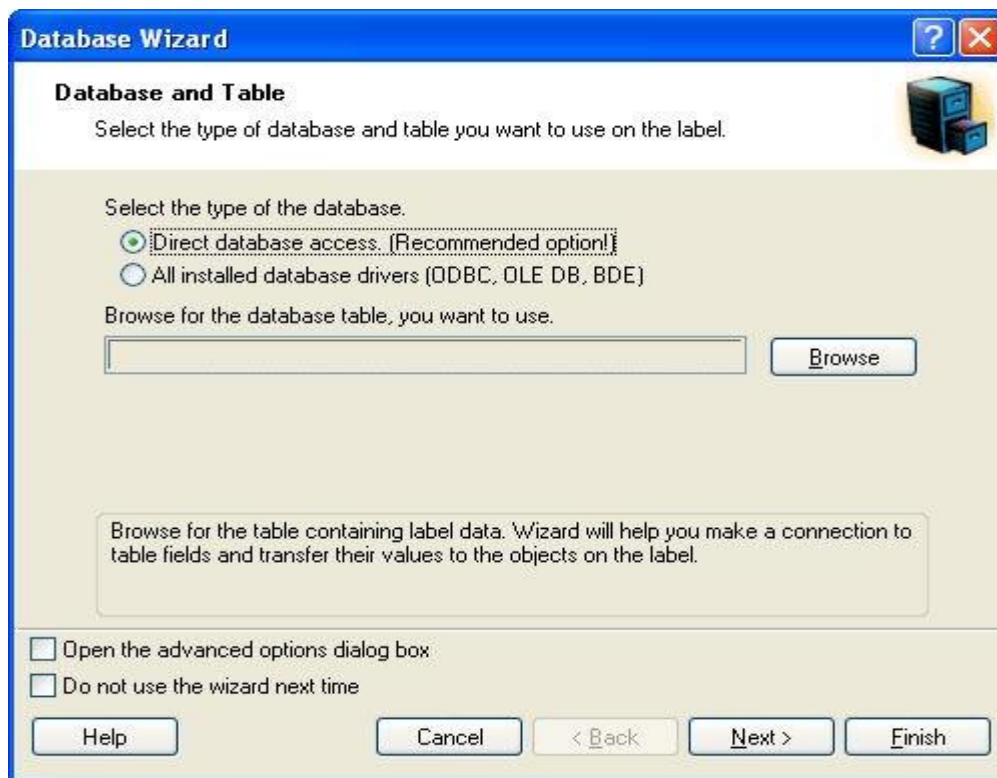 Database Wizard
?
Database and Table
Select the type of database and table you want to use on the label.
Select the type of the database.
Direct database access. (Recommended option!)
All installed database drivers (ODBC, OLE DB, BDE)
Browse for the database table, you want to use.
Browse
Browse for the table containing label data. Wizard will help you make a connection to
table fields and transfer their values to the objects on the label.
Open the advanced options dialog box
Do not use the wizard next time
Help Cancel < Back Next > Finish